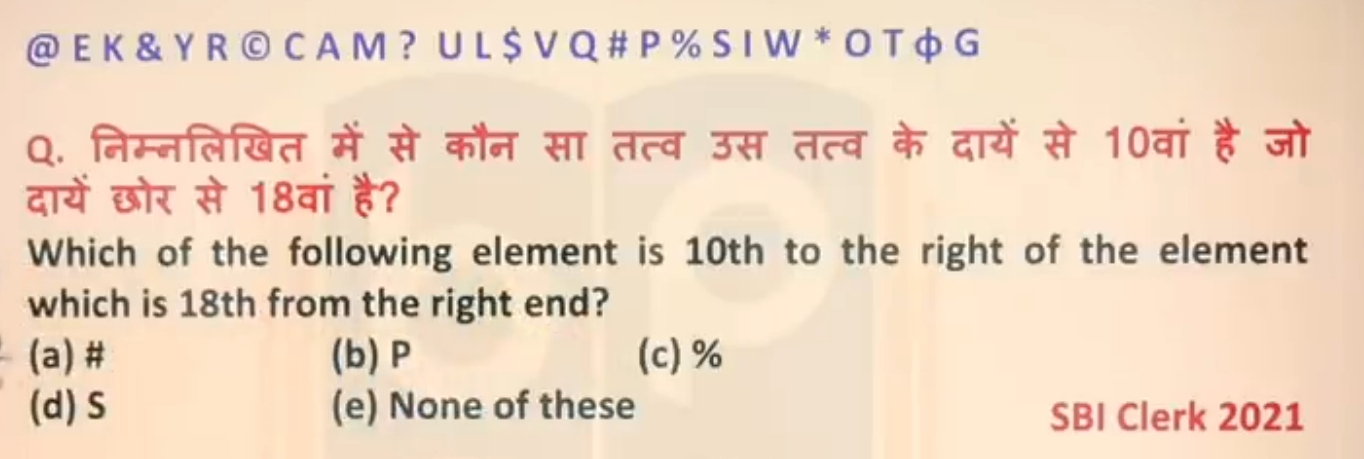 @ E K & Y R © C A M ? U L $ V Q # P % S I W * O T ф G
Q. निम्नलिखित में से कौन सा तत्व उस तत्व के दायें से 10वां है जो
दायें छोर से 18वां है?
Which of the following element is 10th to the right of the element
which is 18th from the right end?
(a) # (b) P (c) %
(d) S (e) None of these
SBI Clerk 2021